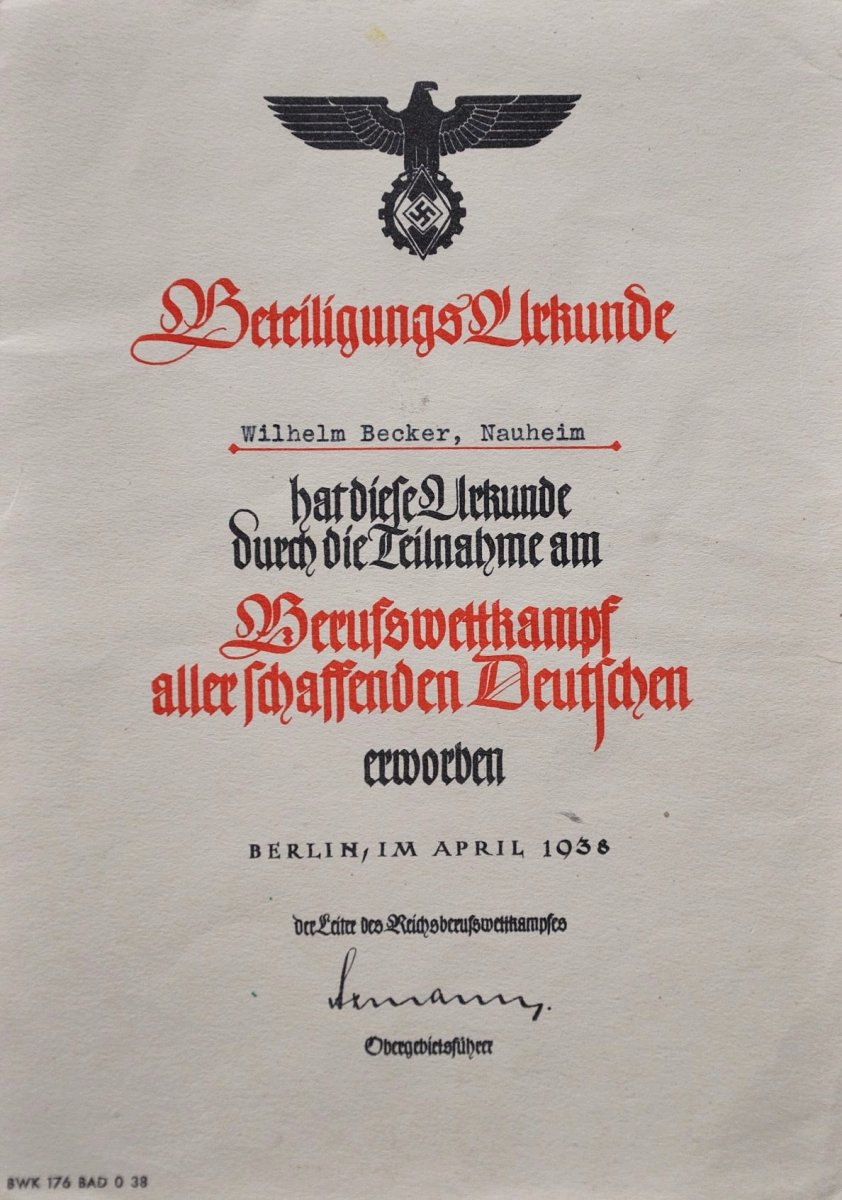 BeteiligungsUrkunde
Wilhelm Becker, Nauheim
hat diese Urkunde
durch die Teilnahme am
Berufswettkampf
aller schaffenden Deutschen
erworben
BERLIN, IM APRIL 1938
der Leiter des Reichsberufswettkampfes
Obergebietsführer
BWK 176 BAD 0 38